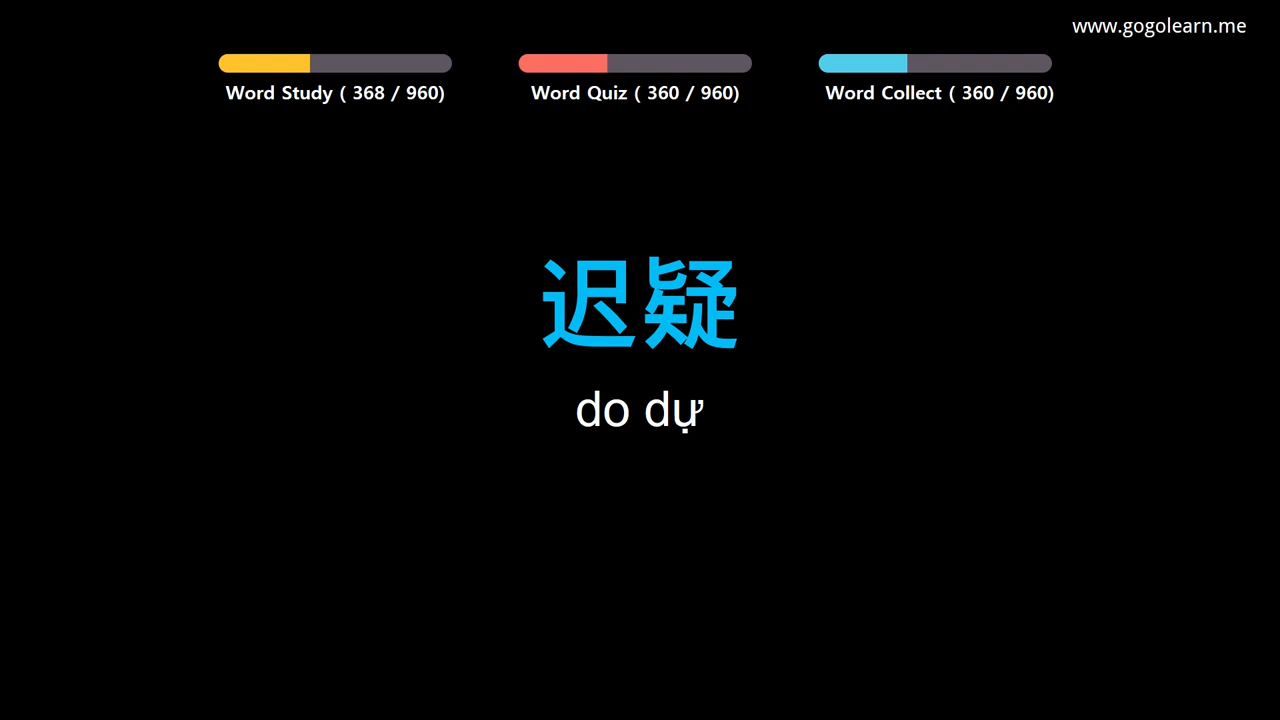 www.gogolearn.me
Word Study ( 368 / 960)
Word Quiz ( 360 / 960)
Word Collect ( 360 / 960)
迟疑
do dự